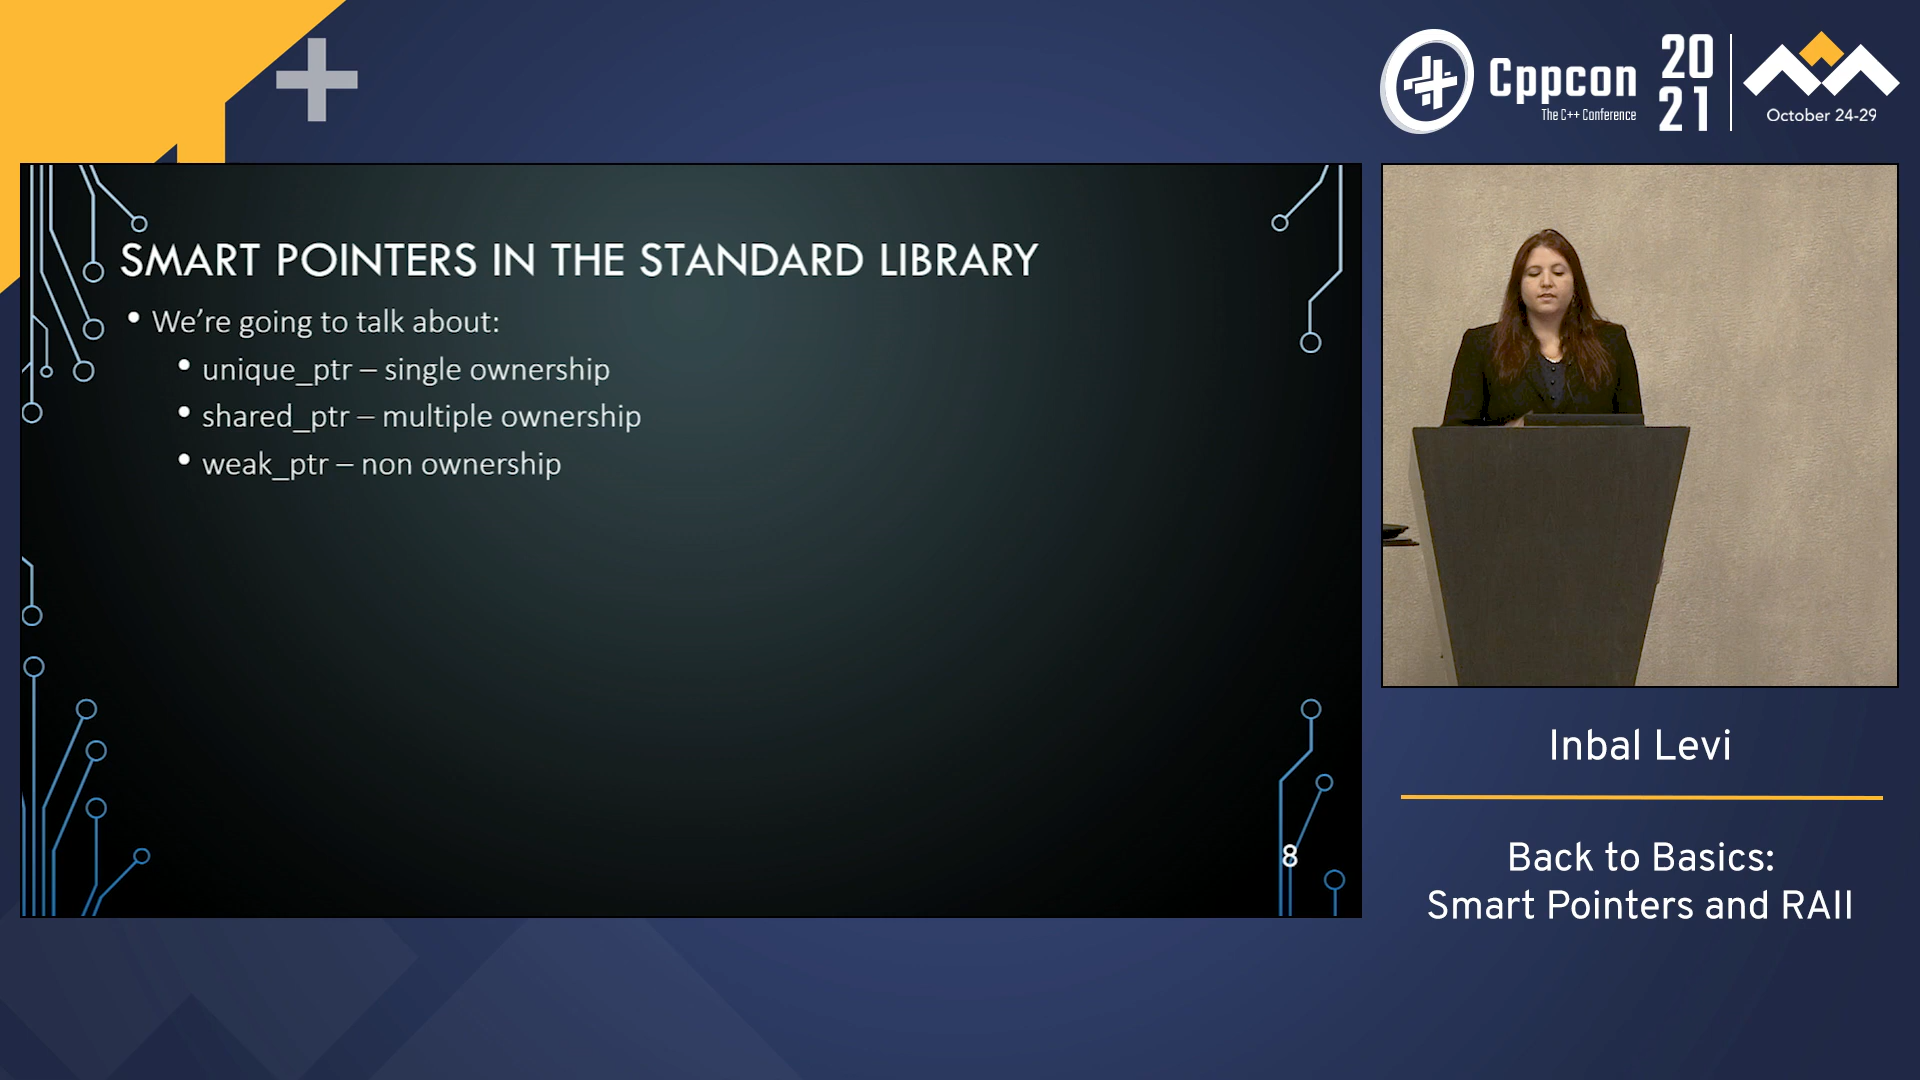 Cppcon
The C++ Conference
20
21
October 24-29
SMART POINTERS IN THE STANDARD LIBRARY
• We’re going to talk about:
• unique_ptr – single ownership
• shared_ptr – multiple ownership
• weak_ptr – non ownership
8
Inbal Levi
Back to Basics:
Smart Pointers and RAII